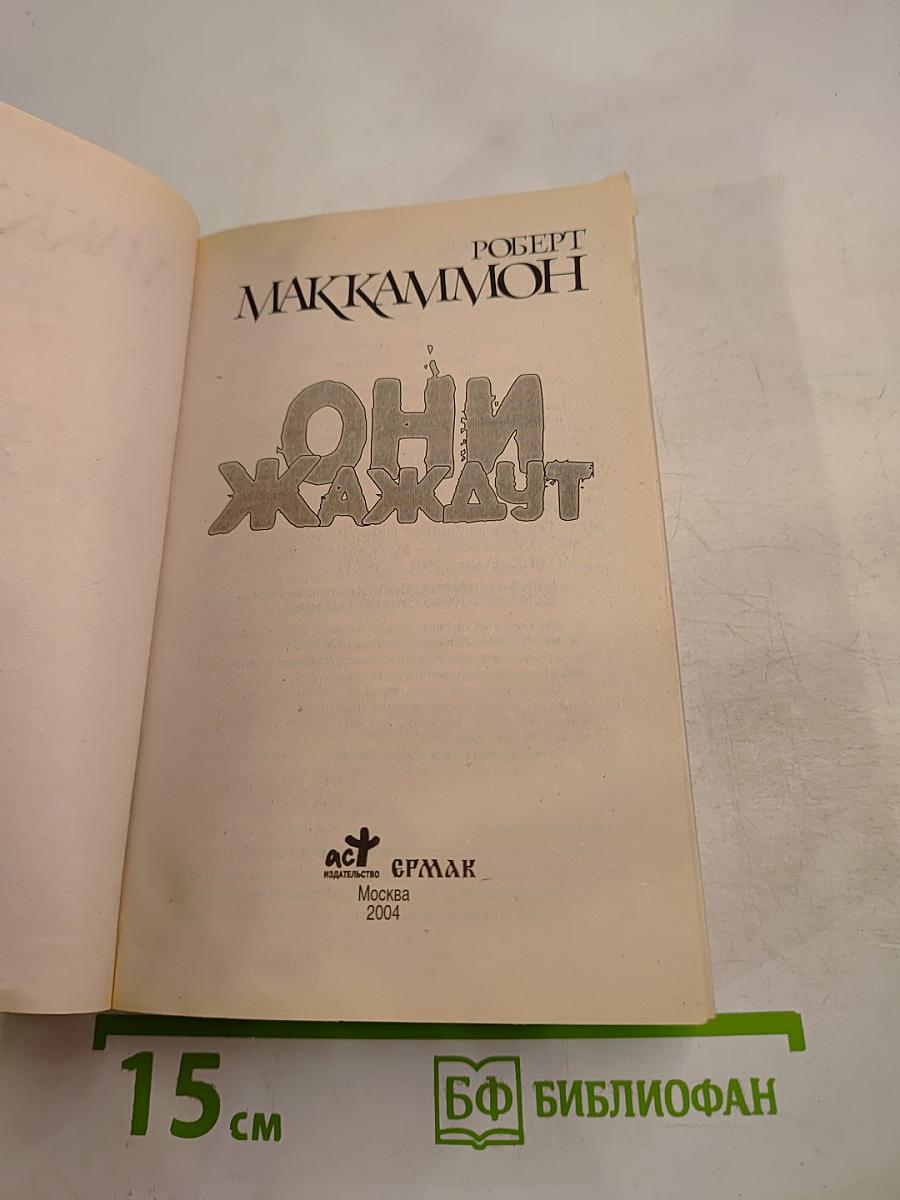 РОБЕРТ
МАККАММОН
ОНИ
ЖАЖДУТ
аст
ИЗДАТЕЛЬСТВО
ЕРМАК
Москва
2004
15 см
БФ БИБЛИОФАН